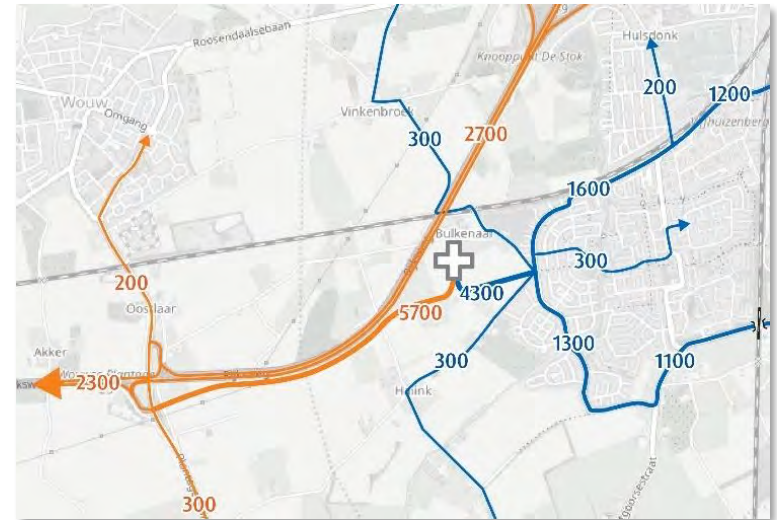 Roosendaalsebaan
Hulsdonk
Knooppunt De Stok
Wouw
Omgang
200
1200
Vinkenbroek
300
2700
1600
Bulkenaar
300
200
4300
Oostlaar
5700
1300
1100
Akker
300
2300
300